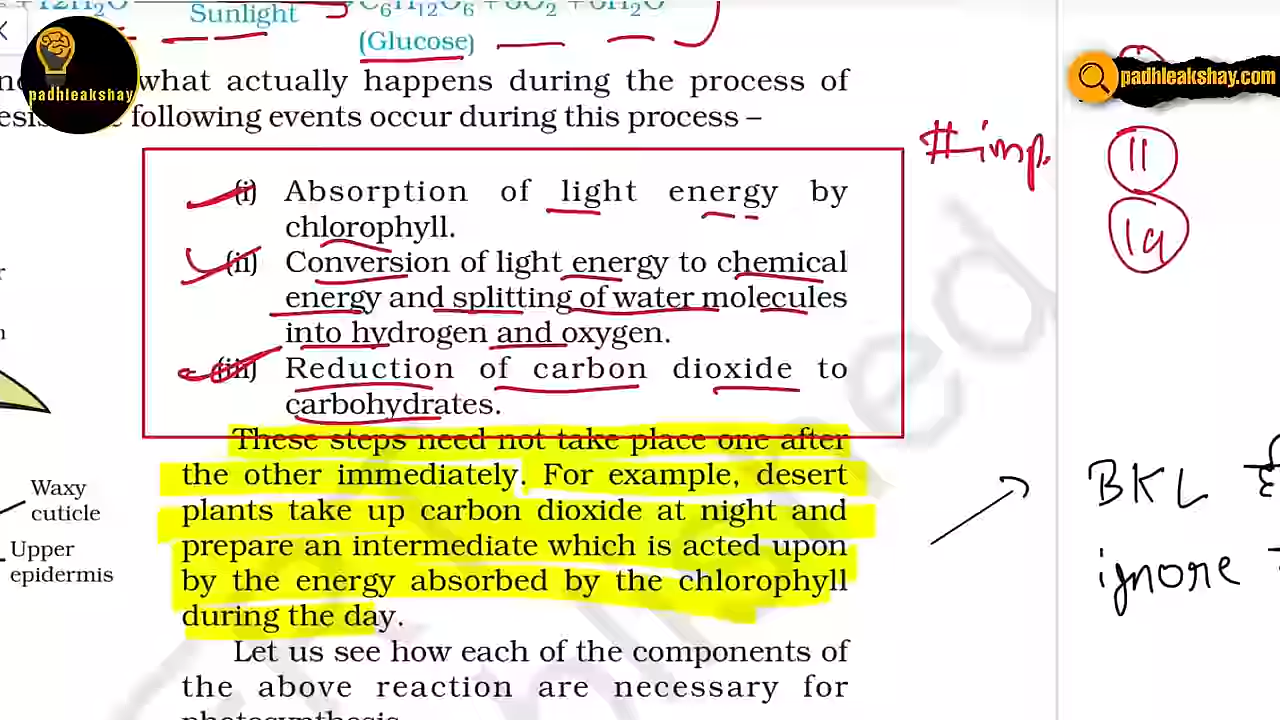 +12H₂O Sunlight C₆H₁₂O₆ + 6O₂ + 6H₂O
(Glucose)
padhleakshay
what actually happens during the process of
following events occur during this process –
padhleakshay.com
#imp.
11
(i) Absorption of light energy by
chlorophyll.
(ii) Conversion of light energy to chemical
energy and splitting of water molecules
into hydrogen and oxygen.
(iii) Reduction of carbon dioxide to
carbohydrates.
These steps need not take place one after
the other immediately. For example, desert
plants take up carbon dioxide at night and
prepare an intermediate which is acted upon
by the energy absorbed by the chlorophyll
during the day.
Let us see how each of the components of
the above reaction are necessary for
photosynthesis.
Waxy
cuticle
Upper
epidermis
BKL
ignore